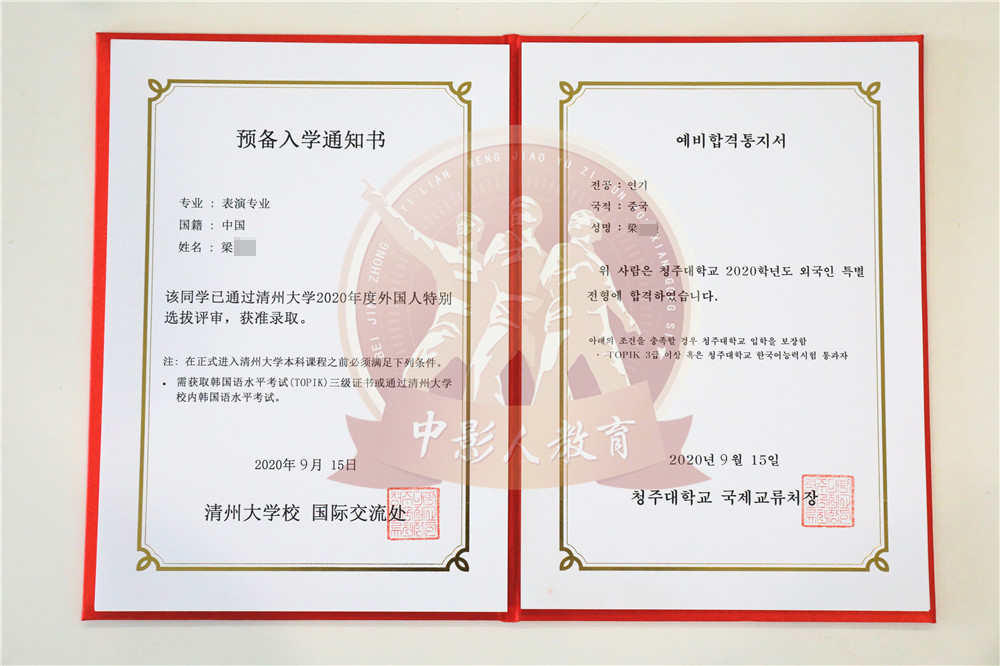 预备入学通知书
专业 : 表演专业
国籍 : 中国
姓名 : 梁
该同学已通过清州大学2020年度外国人特别
选拔评审，获准录取。
注: 在正式进入清州大学本科课程之前必须满足下列条件。
• 需获取韩国语水平考试(TOPIK)三级证书或通过清州大学
校内韩国语水平考试。
2020年9月 15日
清州大学校 国际交流处
예비합격통지서
전공 : 연기
국적 : 중국
성명 : 梁
위 사람은 청주대학교 2020학년도 외국인 특별
전형에 합격하였습니다.
아래의 조건을 충족할 경우 청주대학교 입학을 보장함
- TOPIK 3급 이상 혹은 청주대학교 한국어능력시험 통과자
2020년 9월 15일
청주대학교 국제교류처장
中影人教育